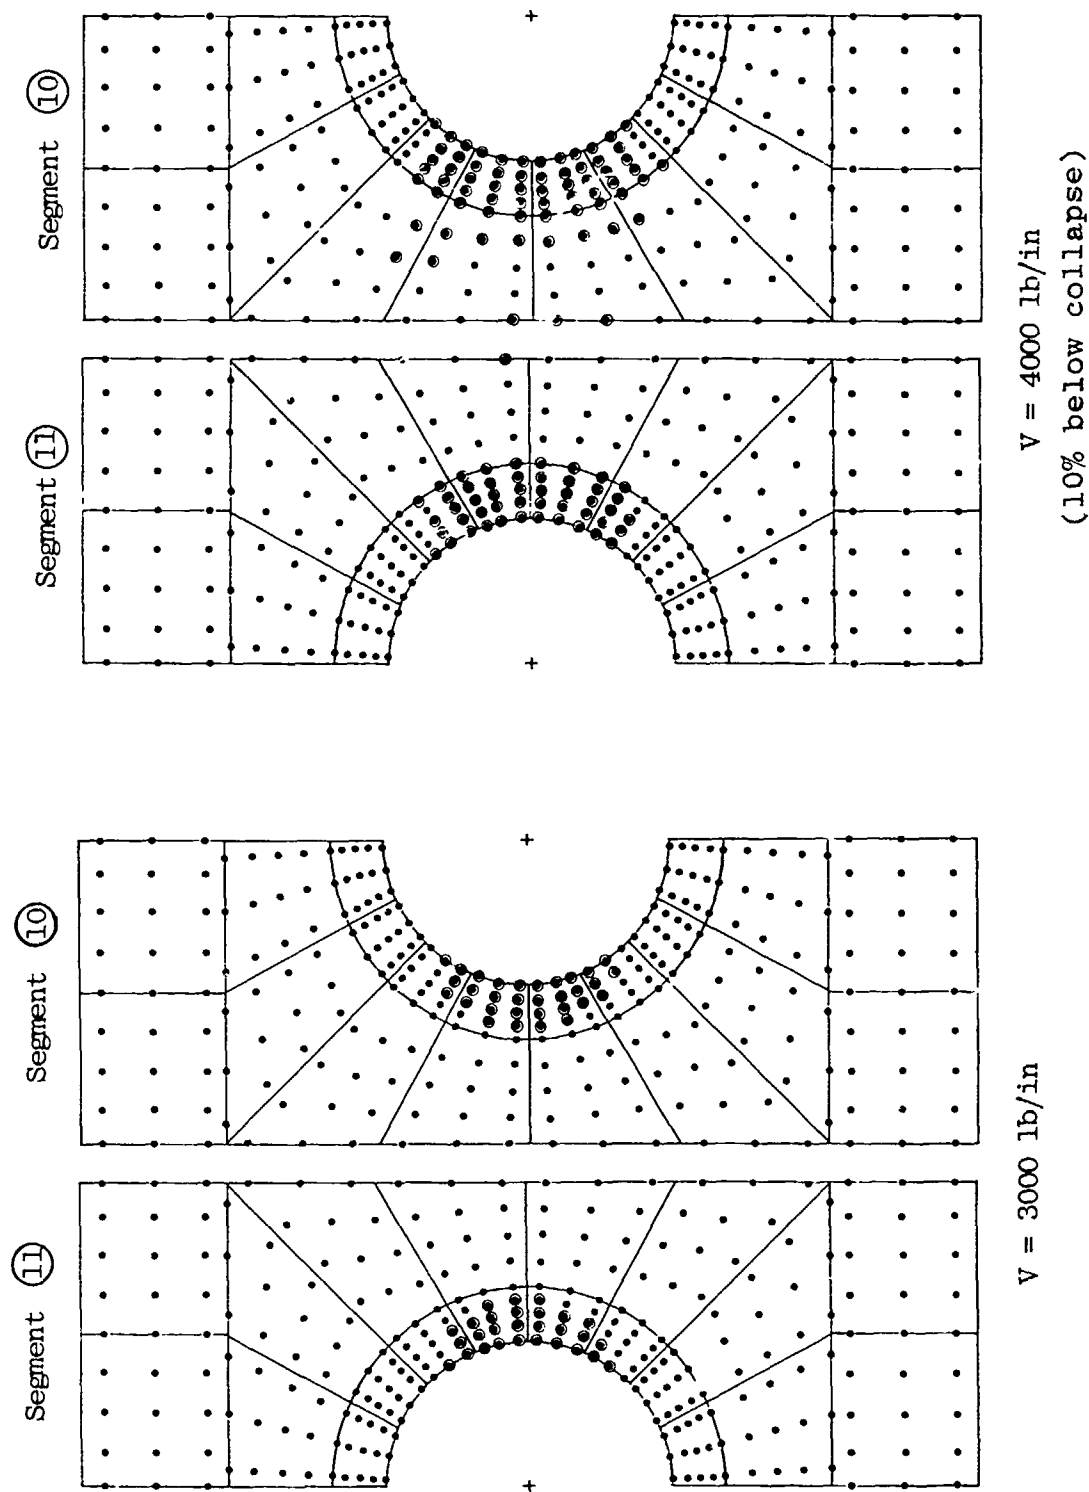 Segment 10
Segment 11
V = 4000 lb/in
(10% below collapse)
Segment 10
Segment 11
V = 3000 lb/in